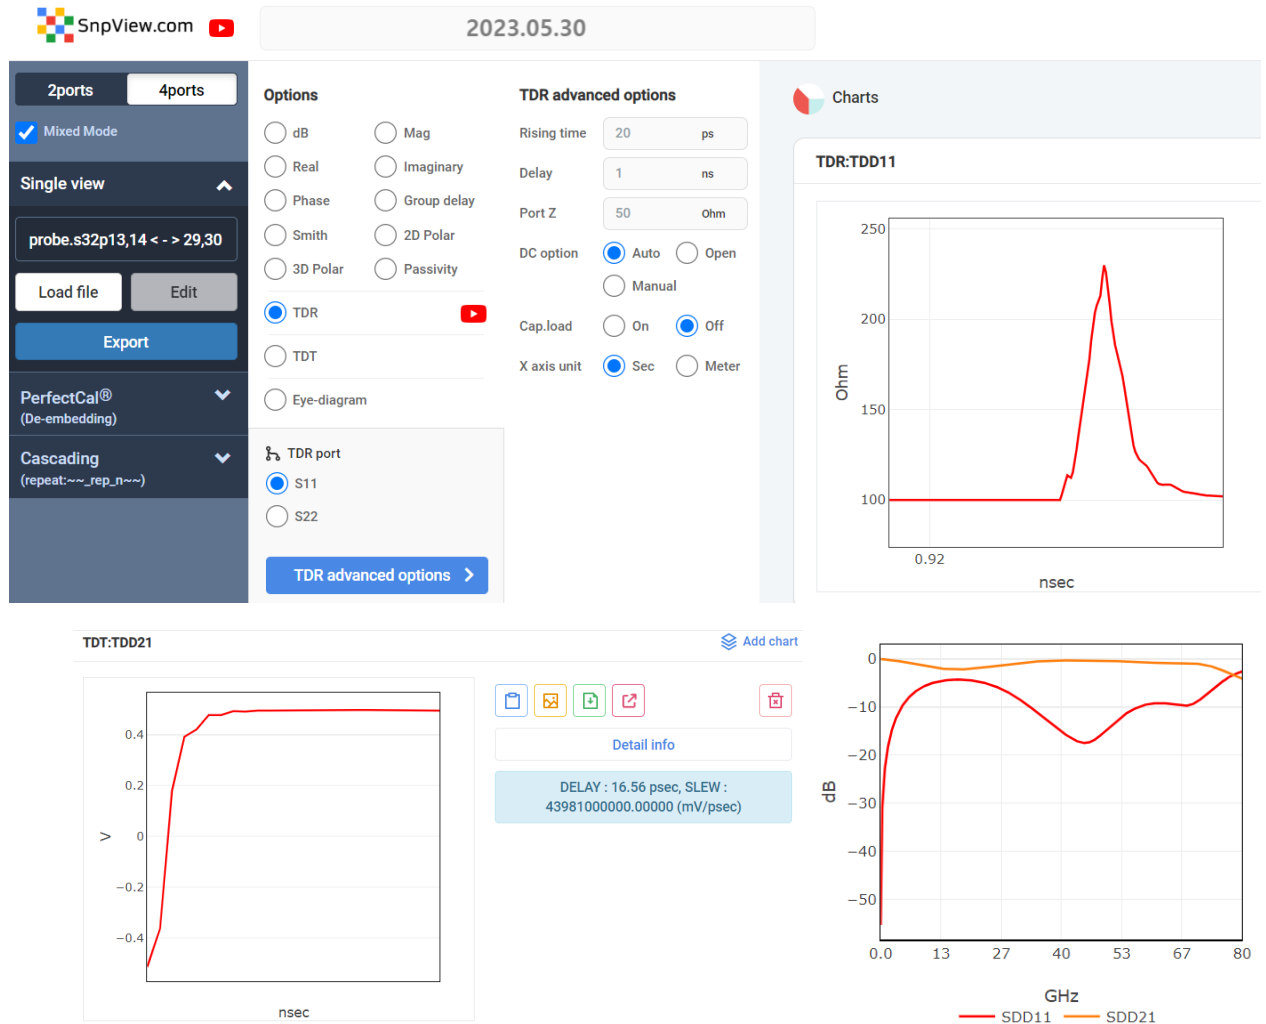 SnpView.com
2023.05.30
2ports 4ports
Mixed Mode
Single view
probe.s32p13,14 < - > 29,30
Load file Edit
Export
PerfectCal®
(De-embedding)
Cascading
(repeat:~~_rep_n~~)
Options
dB Mag
Real Imaginary
Phase Group delay
Smith 2D Polar
3D Polar Passivity
TDR
TDT
Eye-diagram
TDR port
S11
S22
TDR advanced options
TDR advanced options
Rising time 20 ps
Delay 1 ns
Port Z 50 Ohm
DC option Auto Open
Manual
Cap.load On Off
X axis unit Sec Meter
Charts
TDR:TDD11
250
200
150
100
Ohm
0.92
nsec
TDT:TDD21
Add chart
0.4
0.2
0
−0.2
−0.4
V
nsec
Detail info
DELAY : 16.56 psec, SLEW :
43981000000.00000 (mV/psec)
0
−10
−20
−30
−40
−50
dB
0.0 13 27 40 53 67 80
GHz
SDD11 SDD21